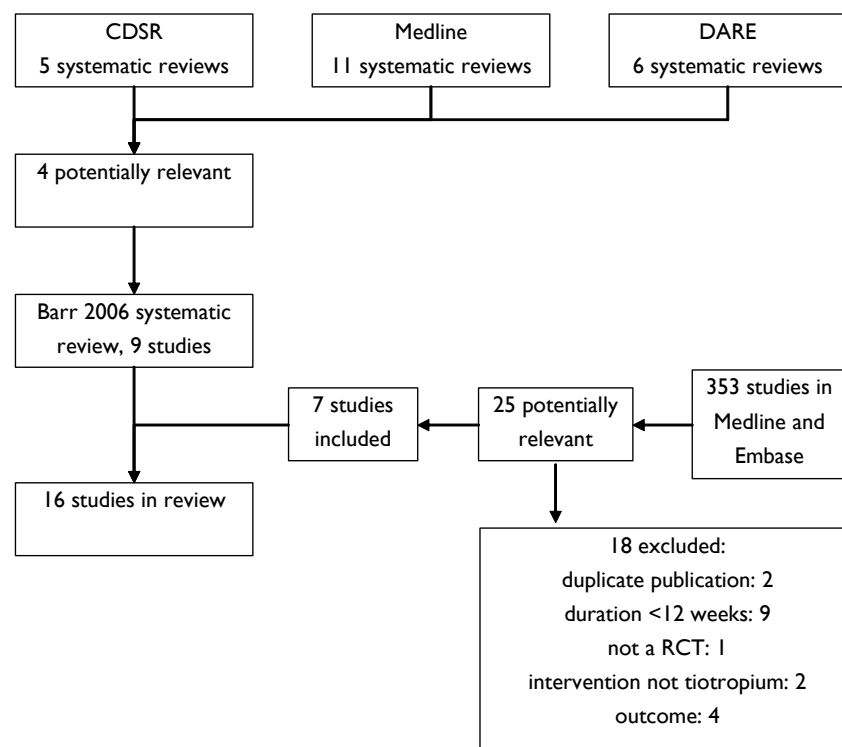 CDSR
5 systematic reviews
Medline
11 systematic reviews
DARE
6 systematic reviews
4 potentially relevant
Barr 2006 systematic
review, 9 studies
7 studies
included
25 potentially
relevant
353 studies in
Medline and
Embase
16 studies in review
18 excluded:
duplicate publication: 2
duration <12 weeks: 9
not a RCT: 1
intervention not tiotropium: 2
outcome: 4